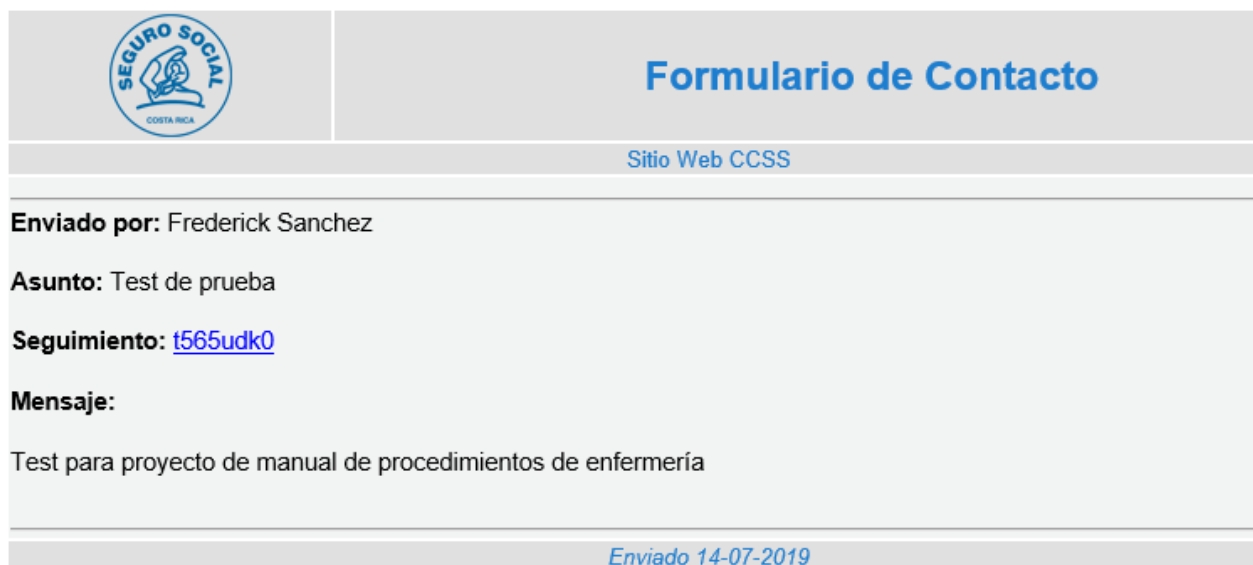 SEGURO SOCIAL
COSTA RICA
Formulario de Contacto
Sitio Web CCSS
Enviado por: Frederick Sanchez
Asunto: Test de prueba
Seguimiento: t565udk0
Mensaje:
Test para proyecto de manual de procedimientos de enfermería
Enviado 14-07-2019